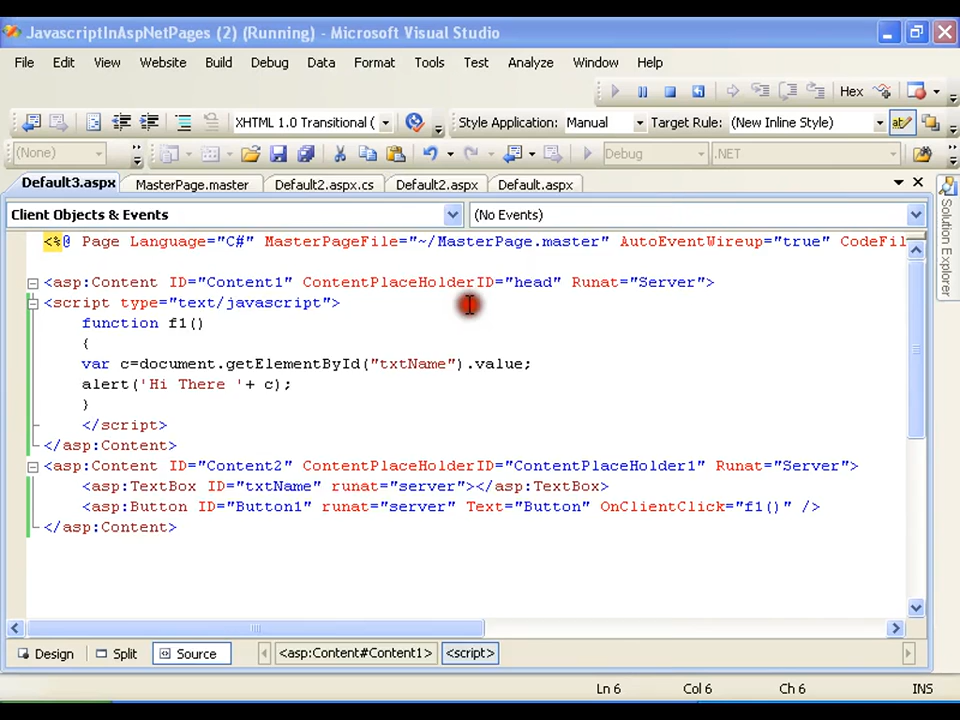 JavascriptInAspNetPages (2) (Running) - Microsoft Visual Studio
File Edit View Website Build Debug Data Format Tools Test Analyze Window Help
Hex
XHTML 1.0 Transitional ( Style Application: Manual Target Rule: (New Inline Style)
(None) Debug .NET
Default3.aspx MasterPage.master Default2.aspx.cs Default2.aspx Default.aspx
Client Objects & Events (No Events)
Solution Explorer
<%@ Page Language="C#" MasterPageFile="~/MasterPage.master" AutoEventWireup="true" CodeFil
<asp:Content ID="Content1" ContentPlaceHolderID="head" Runat="Server">
<script type="text/javascript">
function f1()
{
var c=document.getElementById("txtName").value;
alert('Hi There '+ c);
}
</script>
</asp:Content>
<asp:Content ID="Content2" ContentPlaceHolderID="ContentPlaceHolder1" Runat="Server">
<asp:TextBox ID="txtName" runat="server"></asp:TextBox>
<asp:Button ID="Button1" runat="server" Text="Button" OnClientClick="f1()" />
</asp:Content>
Design Split Source <asp:Content#Content1> <script>
Ln 6 Col 6 Ch 6 INS